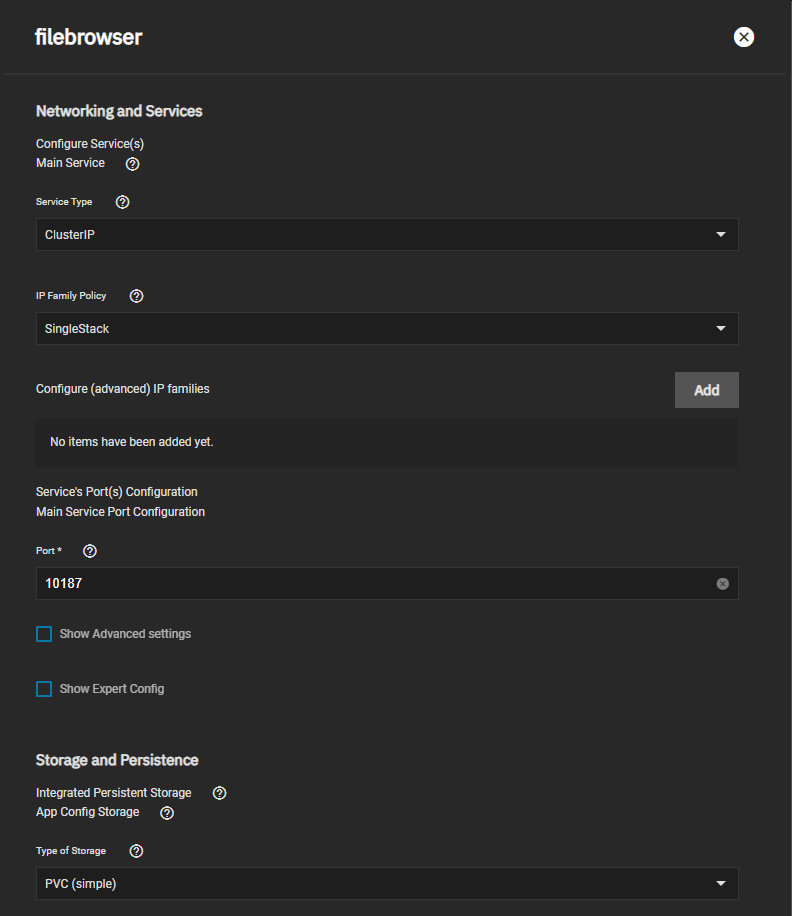 filebrowser
Networking and Services
Configure Service(s)
Main Service
Service Type
ClusterIP
IP Family Policy
SingleStack
Configure (advanced) IP families
Add
No items have been added yet.
Service's Port(s) Configuration
Main Service Port Configuration
Port *
10187
Show Advanced settings
Show Expert Config
Storage and Persistence
Integrated Persistent Storage
App Config Storage
Type of Storage
PVC (simple)